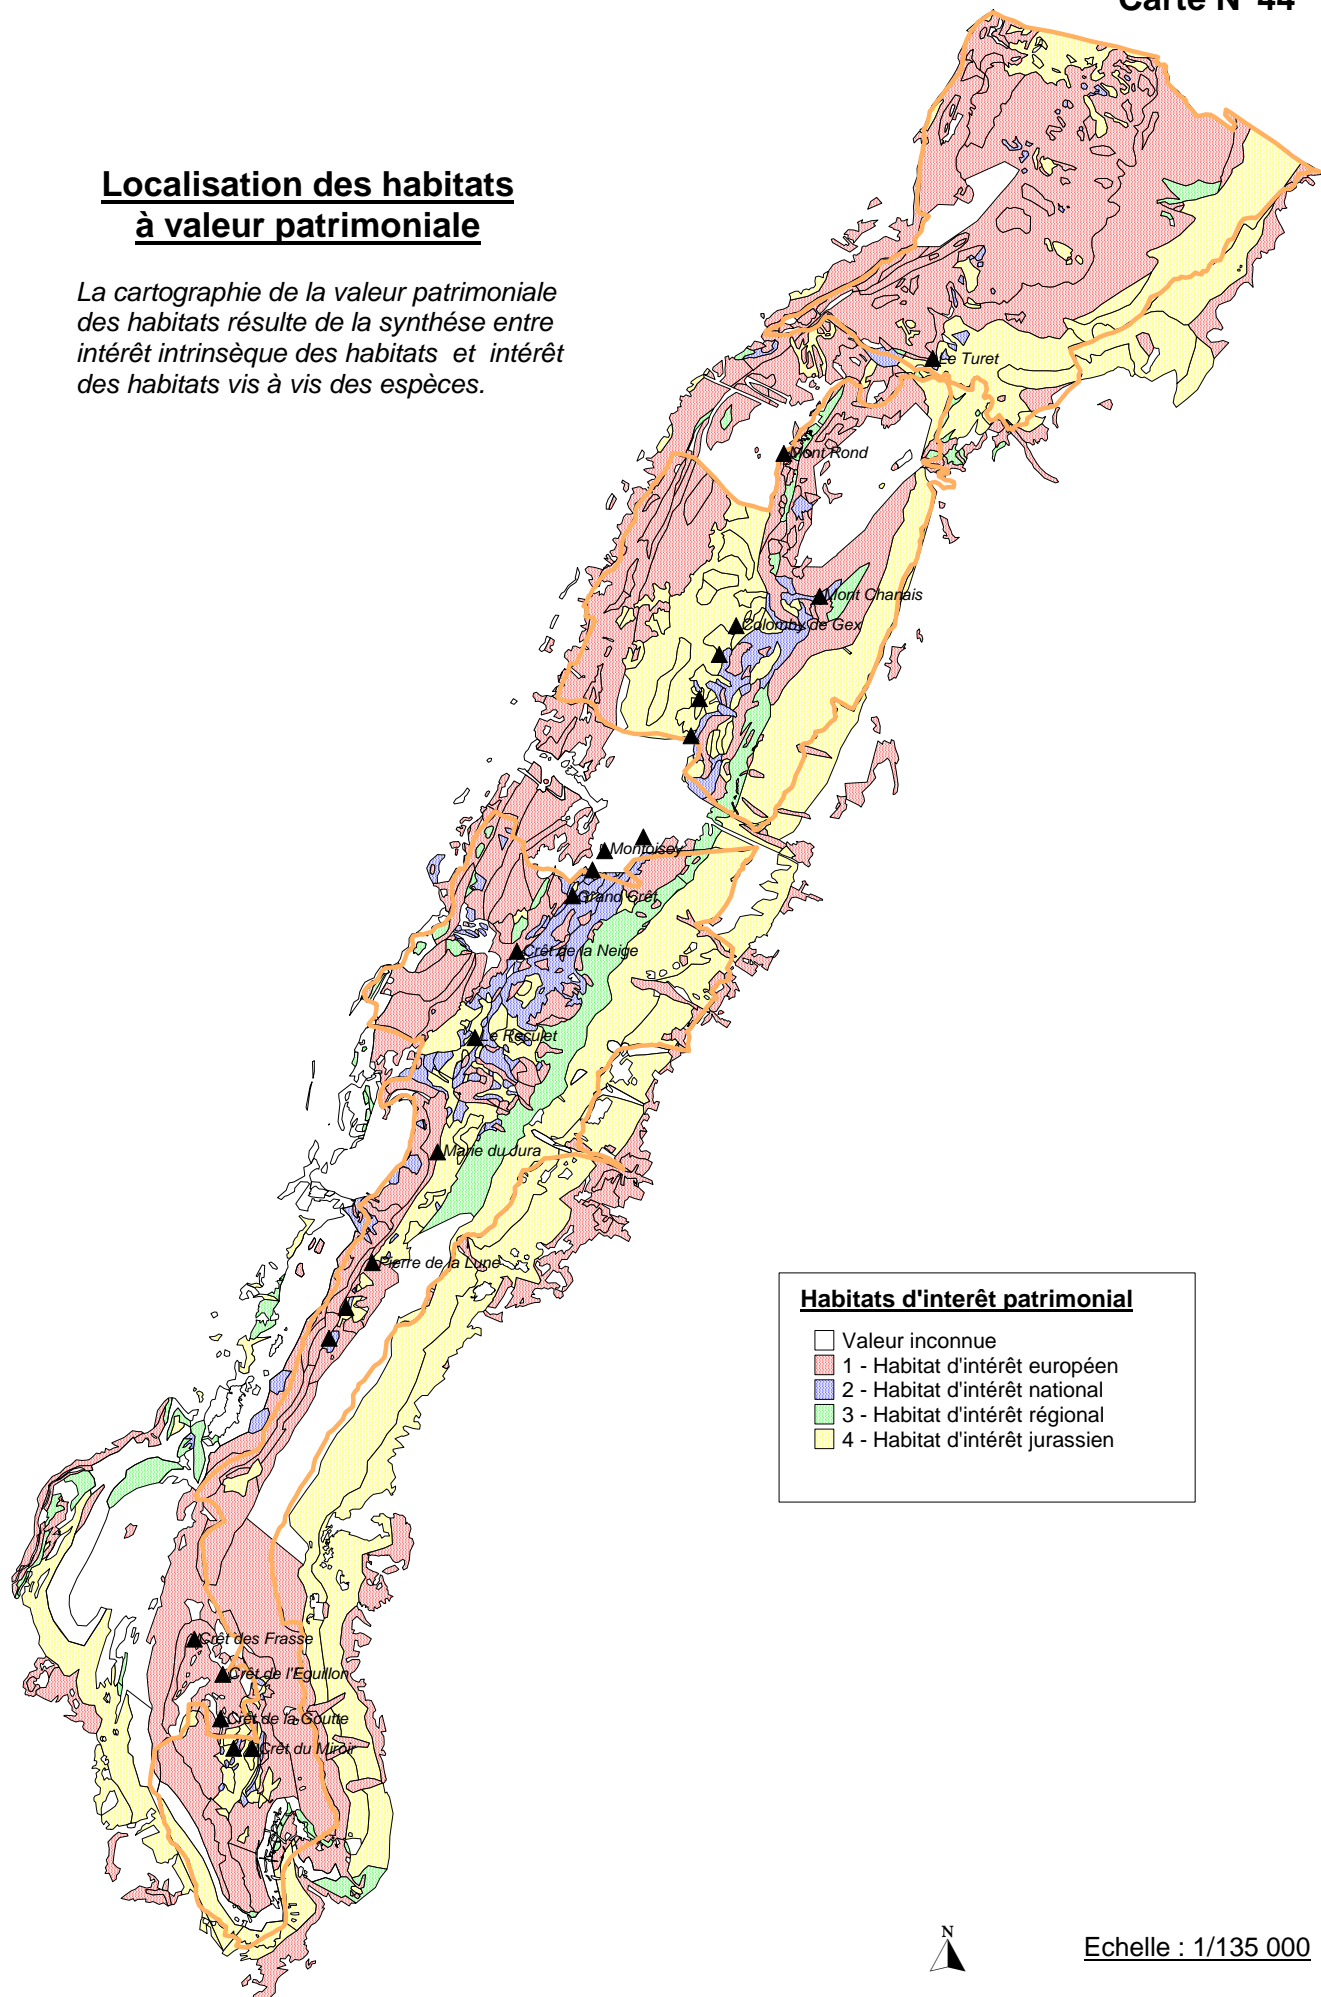 Carte N°44
Localisation des habitats
à valeur patrimoniale
La cartographie de la valeur patrimoniale
des habitats résulte de la synthése entre
intérêt intrinsèque des habitats et intérêt
des habitats vis à vis des espèces.
Le Turet
Mont Rond
Mont Chanais
Colomby de Gex
Montoisey
Grand Crêt
Crêt de la Neige
Le Reculet
Marie du Jura
Pierre de la Lune
Habitats d'interêt patrimonial
Valeur inconnue
1 - Habitat d'intérêt européen
2 - Habitat d'intérêt national
3 - Habitat d'intérêt régional
4 - Habitat d'intérêt jurassien
Crêt des Frasse
Crêt de l'Eguillon
Crêt de la Goutte
Crêt du Miroir
N
Echelle : 1/135 000